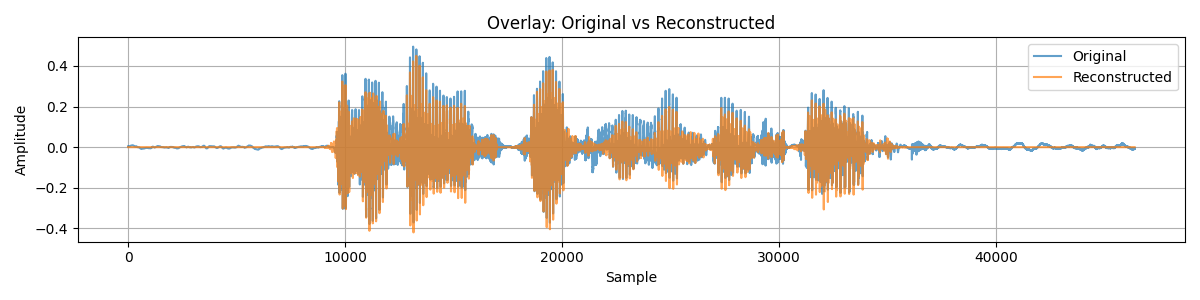 Overlay: Original vs Reconstructed
Original
Reconstructed
Amplitude
0.4
0.2
0.0
−0.2
−0.4
0 10000 20000 30000 40000
Sample